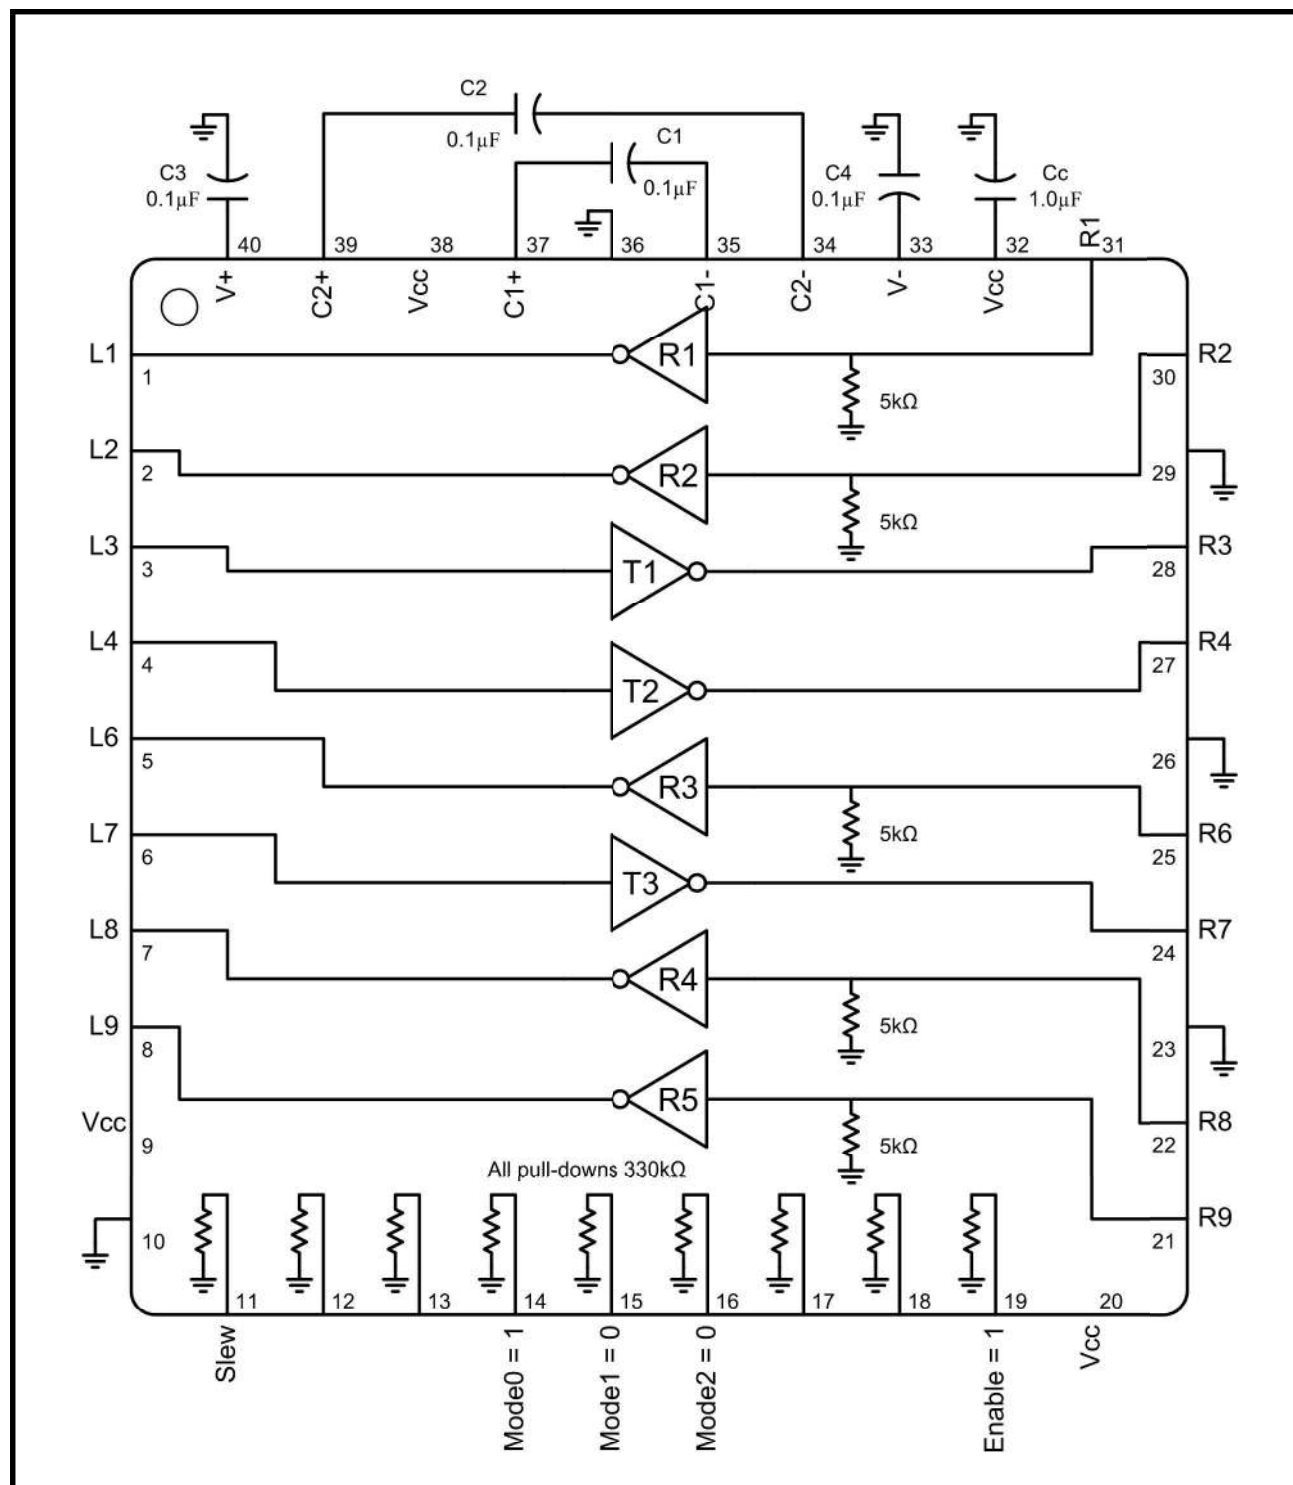 C2
0.1µF
C1
0.1µF
C3
0.1µF
C4
0.1µF
Cc
1.0µF
R1
40
39
38
37
36
35
34
33
32
31
V+
C2+
Vcc
C1+
C1-
C2-
V-
Vcc
L1
1
R1
5kΩ
30
R2
L2
2
R2
5kΩ
29
L3
3
T1
28
R3
L4
4
T2
27
R4
L6
5
R3
5kΩ
26
L7
6
T3
25
R6
L8
7
R4
5kΩ
24
R7
L9
8
R5
5kΩ
23
Vcc
9
22
R8
All pull-downs 330kΩ
10
21
R9
11
12
13
14
15
16
17
18
19
20
Slew
Mode0 = 1
Mode1 = 0
Mode2 = 0
Enable = 1
Vcc